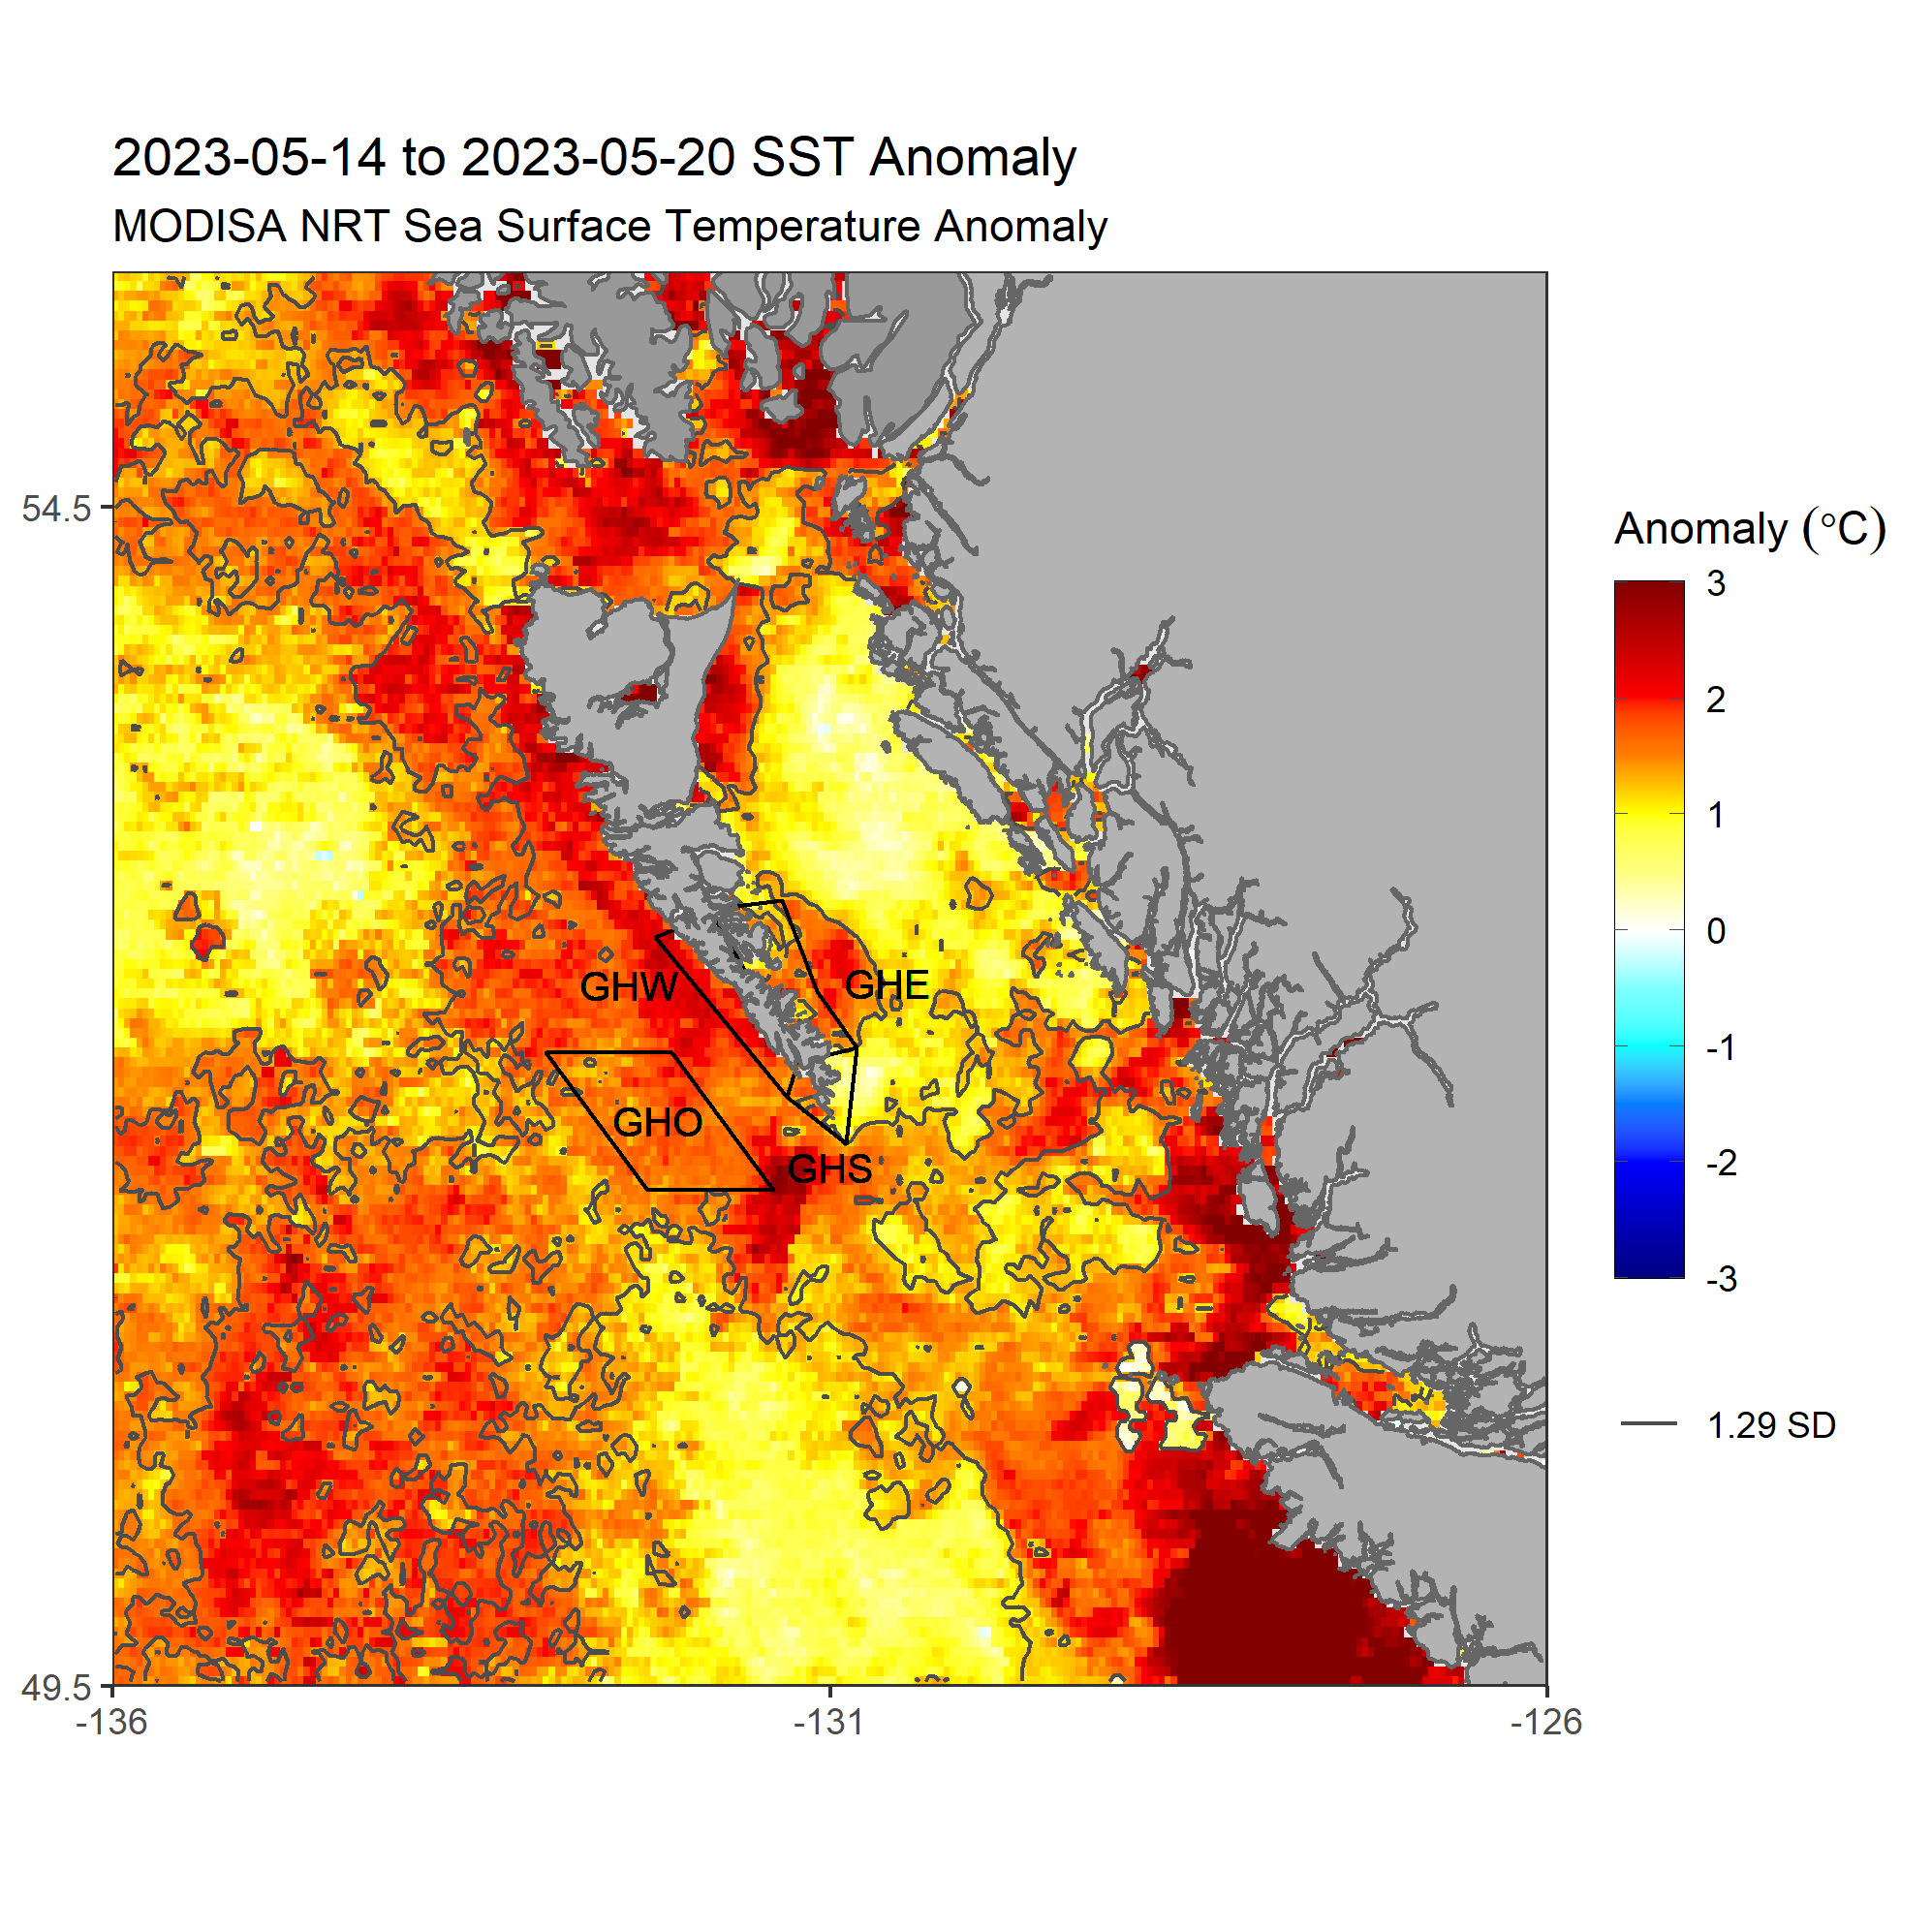 2023-05-14 to 2023-05-20 SST Anomaly
MODISA NRT Sea Surface Temperature Anomaly
54.5
49.5
-136
-131
-126
GHW
GHE
GHO
GHS
Anomaly (°C)
3
2
1
0
-1
-2
-3
1.29 SD